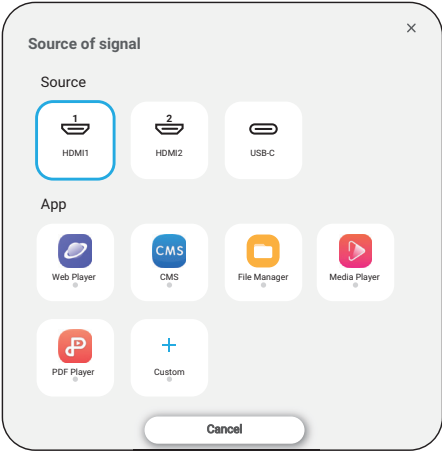 Source of signal
Source
1
2
HDMI1
HDMI2
USB-C
App
CMS
Web Player
CMS
File Manager
Media Player
P
PDF Player
Custom
Cancel